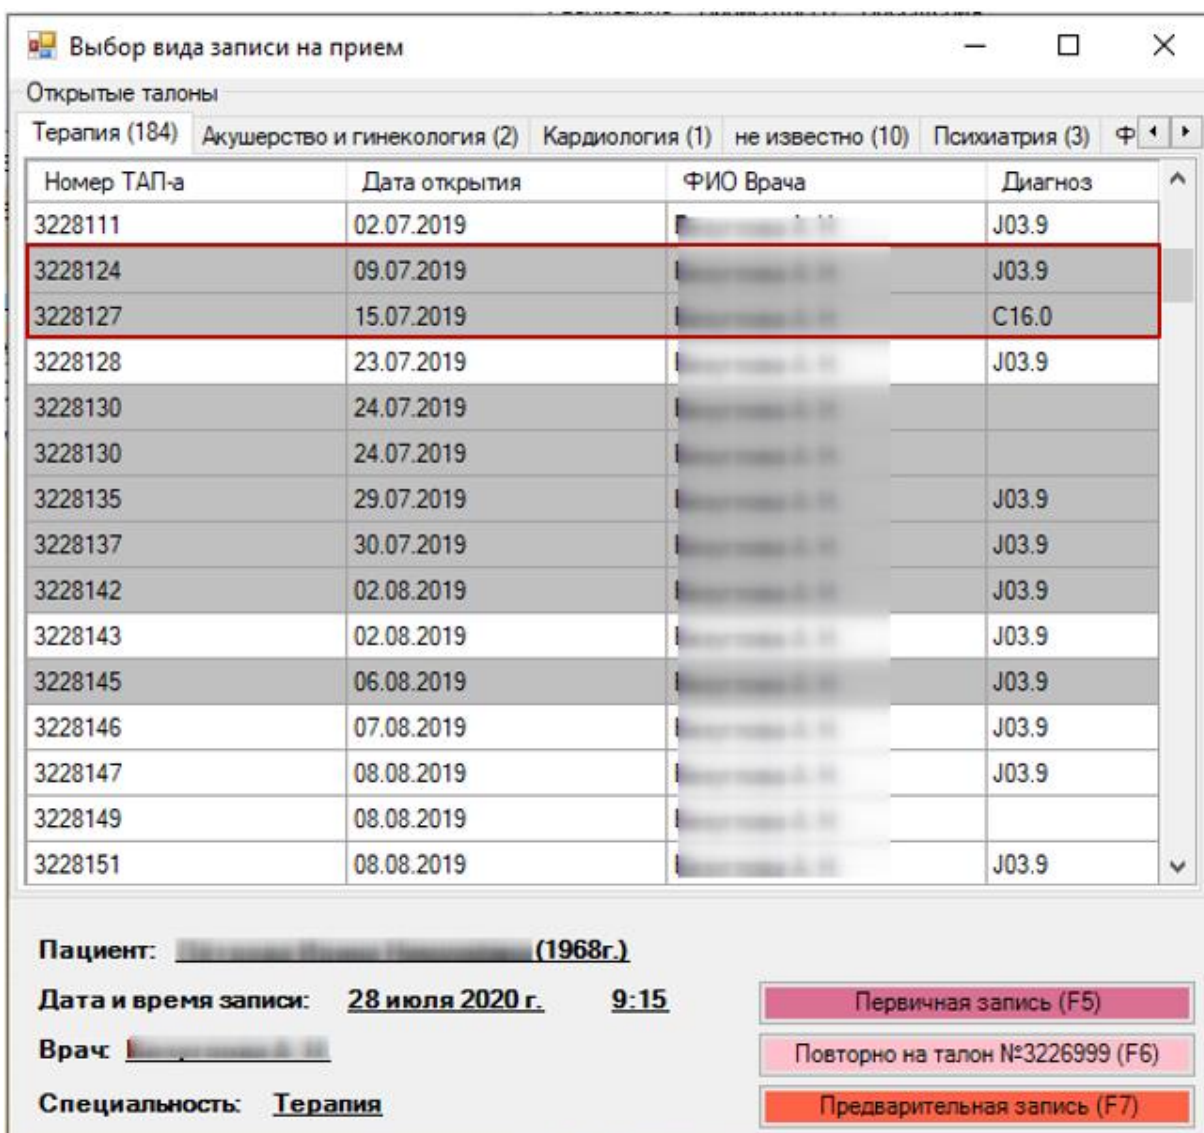 Выбор вида записи на прием
Открытые талоны
Терапия (184) Акушерство и гинекология (2) Кардиология (1) не известно (10) Психиатрия (3) Ф
Номер ТАП-а Дата открытия ФИО Врача Диагноз
3228111 02.07.2019 J03.9
3228124 09.07.2019 J03.9
3228127 15.07.2019 C16.0
3228128 23.07.2019 J03.9
3228130 24.07.2019
3228130 24.07.2019
3228135 29.07.2019 J03.9
3228137 30.07.2019 J03.9
3228142 02.08.2019 J03.9
3228143 02.08.2019 J03.9
3228145 06.08.2019 J03.9
3228146 07.08.2019 J03.9
3228147 08.08.2019 J03.9
3228149 08.08.2019
3228151 08.08.2019 J03.9
Пациент: (1968г.)
Дата и время записи: 28 июля 2020 г. 9:15
Первичная запись (F5)
Врач:
Повторно на талон №3226999 (F6)
Специальность: Терапия
Предварительная запись (F7)